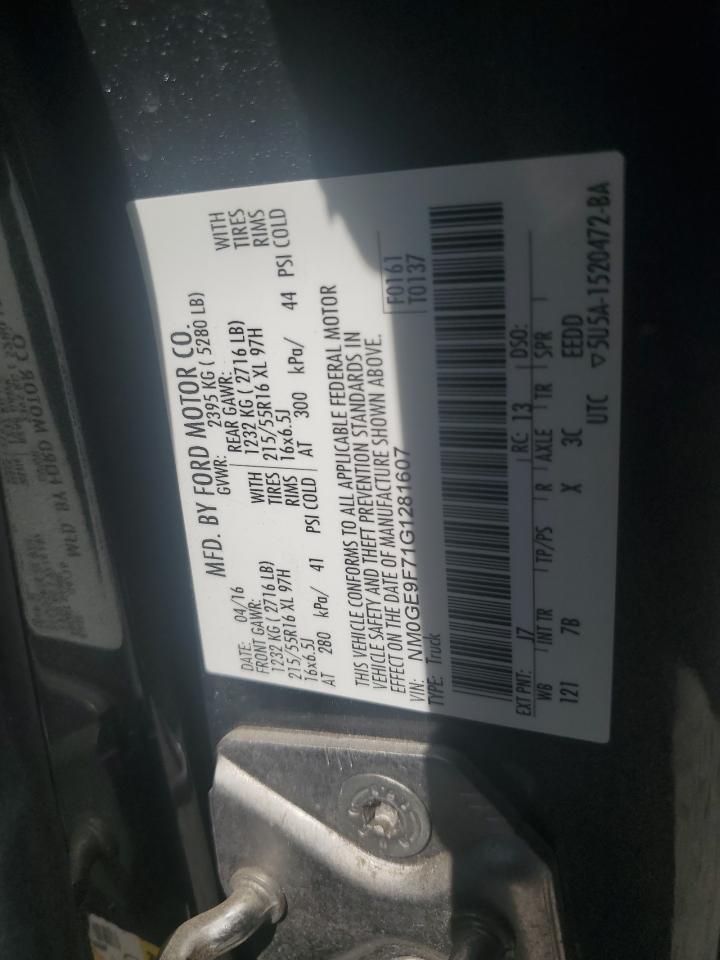 MFD. BY FORD MOTOR CO.
DATE: 04/16 GVWR: 2395 KG ( 5280 LB)
FRONT GAWR: REAR GAWR:
1232 KG ( 2716 LB) WITH 1232 KG ( 2716 LB) WITH
215/55R16 XL 97H TIRES 215/55R16 XL 97H TIRES
16x6.5J RIMS 16x6.5J RIMS
AT 280 kPa/ 41 PSI COLD AT 300 kPa/ 44 PSI COLD
THIS VEHICLE CONFORMS TO ALL APPLICABLE FEDERAL MOTOR
VEHICLE SAFETY AND THEFT PREVENTION STANDARDS IN
EFFECT ON THE DATE OF MANUFACTURE SHOWN ABOVE.
VIN: NM0GE9F71G1281607 F0161
TYPE: Truck T0137
EXT PNT: J7 RC: 13 DSO:
WB INT TR TP/PS R AXLE TR SPR
121 7B X 3C EEDD
UTC ▽5U5A-1520472-BA